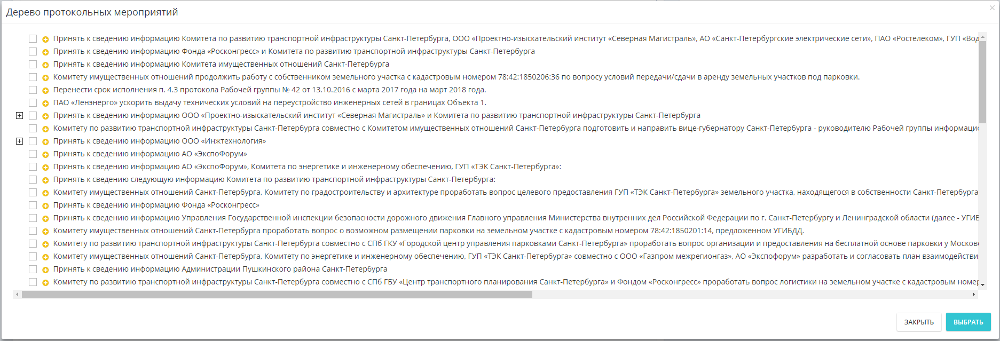 Дерево протокольных мероприятий
Принять к сведению информацию Комитета по развитию транспортной инфраструктуры Санкт-Петербурга, ООО «Проектно-изыскательский институт «Северная Магистраль», АО «Санкт-Петербургские электрические сети», ПАО «Ростелеком», ГУП «Вод
Принять к сведению информацию Фонда «Росконгресс» и Комитета по развитию транспортной инфраструктуры Санкт-Петербурга
Принять к сведению информацию Комитета имущественных отношений Санкт-Петербурга
Комитету имущественных отношений продолжить работу с собственником земельного участка с кадастровым номером 78:42:1850206:36 по вопросу условий передачи/сдачи в аренду земельных участков под парковки.
Перенести срок исполнения п. 4.3 протокола Рабочей группы № 42 от 13.10.2016 с марта 2017 года на март 2018 года.
ПАО «Ленэнерго» ускорить выдачу технических условий на переустройство инженерных сетей в границах Объекта 1.
Принять к сведению информацию ООО «Проектно-изыскательский институт «Северная Магистраль» и Комитета по развитию транспортной инфраструктуры Санкт-Петербурга
Комитету по развитию транспортной инфраструктуры Санкт-Петербурга совместно с Комитетом имущественных отношений Санкт-Петербурга подготовить и направить вице-губернатору Санкт-Петербурга - руководителю Рабочей группы информацис
Принять к сведению информацию ООО «Инжтехнология»
Принять к сведению информацию АО «ЭкспоФорум»
Принять к сведению информацию АО «ЭкспоФорум», Комитета по энергетике и инженерному обеспечению, ГУП «ТЭК Санкт-Петербурга»:
Принять к сведению следующую информацию Комитета по развитию транспортной инфраструктуры Санкт-Петербурга:
Комитету имущественных отношений Санкт-Петербурга, Комитету по градостроительству и архитектуре проработать вопрос целевого предоставления ГУП «ТЭК Санкт-Петербурга» земельного участка, находящегося в собственности Санкт-Петербурга
Принять к сведению информацию Фонда «Росконгресс»
Принять к сведению информацию Управления Государственной инспекции безопасности дорожного движения Главного управления Министерства внутренних дел Российской Федерации по г. Санкт-Петербургу и Ленинградской области (далее - УГИБ
Комитету имущественных отношений Санкт-Петербурга проработать вопрос о возможном размещении парковки на земельном участке с кадастровым номером 78:42:1850201:14, предложенном УГИБДД.
Комитету по развитию транспортной инфраструктуры Санкт-Петербурга совместно с СПб ГКУ «Городской центр управления парковками Санкт-Петербурга» проработать вопрос организации и предоставления на бесплатной основе парковки у Московс
Комитету имущественных отношений Санкт-Петербурга, Комитету по энергетике и инженерному обеспечению, ГУП «ТЭК Санкт-Петербурга» совместно с ООО «Газпром межрегионгаз», АО «Экспофорум» разработать и согласовать план взаимодействи
Принять к сведению информацию Администрации Пушкинского района Санкт-Петербурга
Комитету по развитию транспортной инфраструктуры Санкт-Петербурга совместно с СПб ГБУ «Центр транспортного планирования Санкт-Петербурга» и Фондом «Росконгресс» проработать вопрос логистики на земельном участке с кадастровым номер
ЗАКРЫТЬ
ВЫБРАТЬ